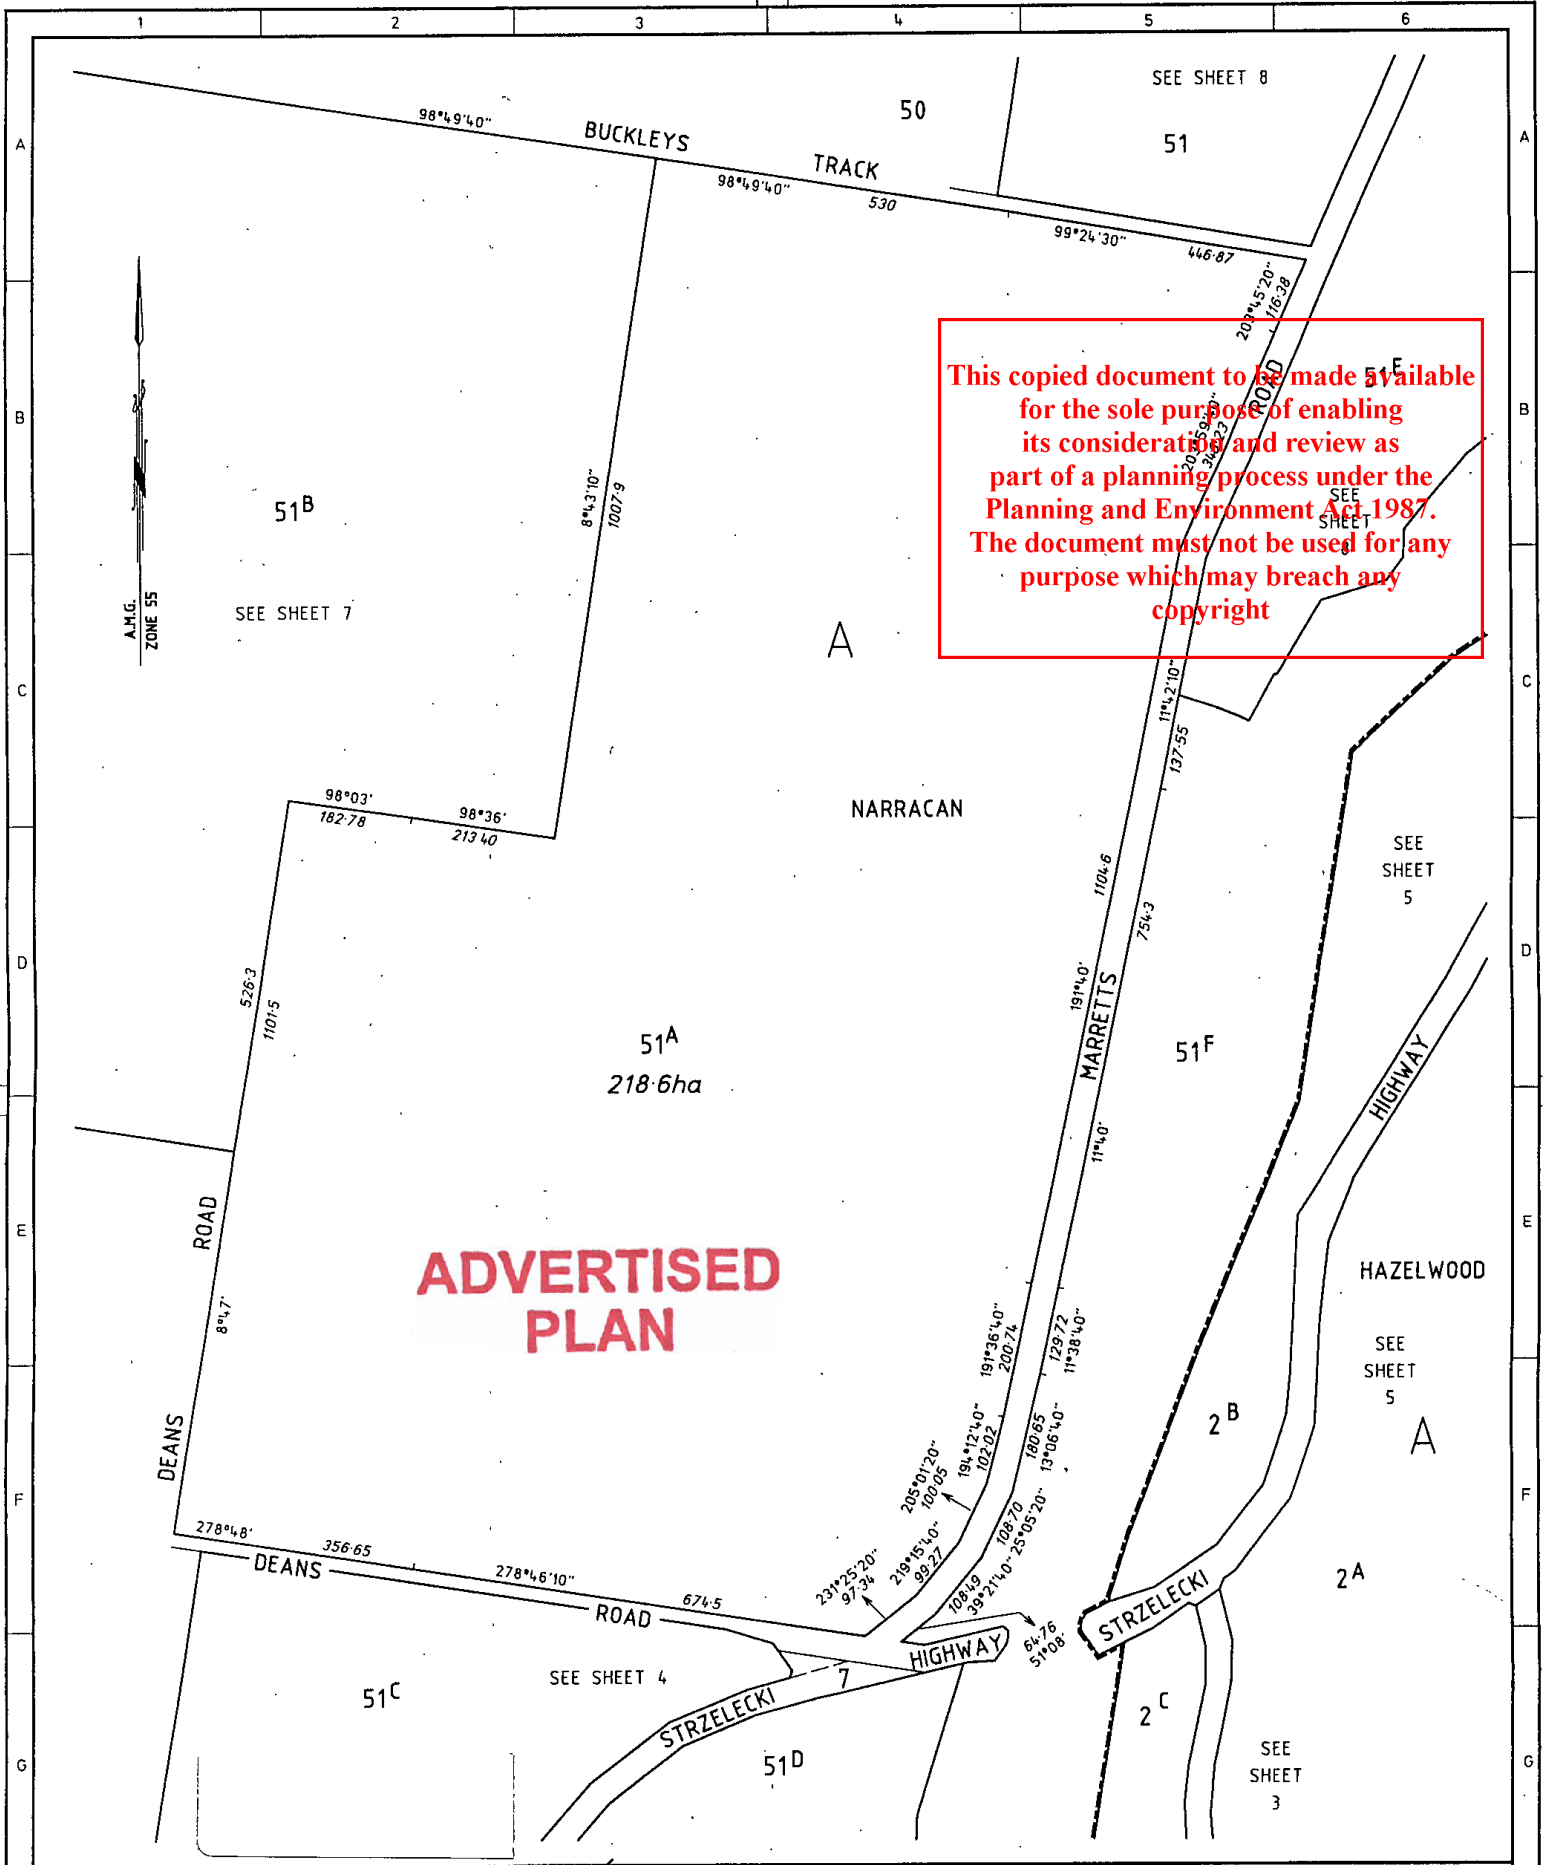 1 2 3 4 5 6
A
B
C
D
E
F
G
A
B
C
D
E
F
G
SEE SHEET 8
50
51
98°49'40"
BUCKLEYS
TRACK
98°49'40"
530
99°24'30"
446·87
203°45'20"
116·38
ROAD
51E
This copied document to be made available
for the sole purpose of enabling
its consideration and review as
part of a planning process under the
Planning and Environment Act 1987.
The document must not be used for any
purpose which may breach any
copyright
SEE
SHEET
8
8°43'10"
1007·9
51B
SEE SHEET 7
A.M.G.
ZONE 55
A
11°42'10"
137·55
98°03'
182·78
98°36'
213 40
NARRACAN
SEE
SHEET
5
1104·6
754·3
526·3
1101·5
191°40'
MARRETTS
51A
218·6ha
51F
HIGHWAY
11°40'
ROAD
8°47'
DEANS
ADVERTISED
PLAN
HAZELWOOD
SEE
SHEET
5
A
191°36'40"
200·74
129·72
11°38'40"
2B
194°12'40"
102·02
180·65
13°06'40"
205°01'20"
100·05
219°15'40"
99·27
108·70
25°05'20"
231°25'20"
97·34
108·49
39°21'40"
278°48'
356·65
DEANS
278°46'10"
674·5
ROAD
2A
STRZELECKI
64·76
51°08'
HIGHWAY
7
SEE SHEET 4
51C
STRZELECKI
51D
2C
SEE
SHEET
3